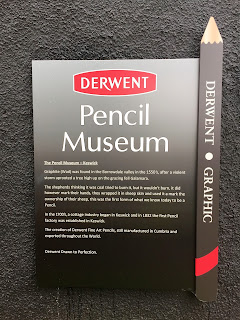 DERWENT
Pencil
Museum
The Pencil Museum – Keswick
Graphite (Wad) was found in the Borrowdale valley in the 1550's, after a violent
storm uprooted a tree high up on the grazing fell Galemara.
The shepherds thinking it was coal tried to burn it, but it wouldn't burn. It did
however mark their hands, they wrapped it in sheep skin and used it to mark the
ownership of their sheep, this was the first form of what we know today to be a
Pencil.
In the 1700's, a cottage industry began in Keswick and in 1832 the first Pencil
factory was established in Keswick.
The creation of Derwent Fine Art Pencils, still manufactured in Cumbria and
exported throughout the World.
Derwent Drawn to Perfection.
DERWENT • GRAPHIC